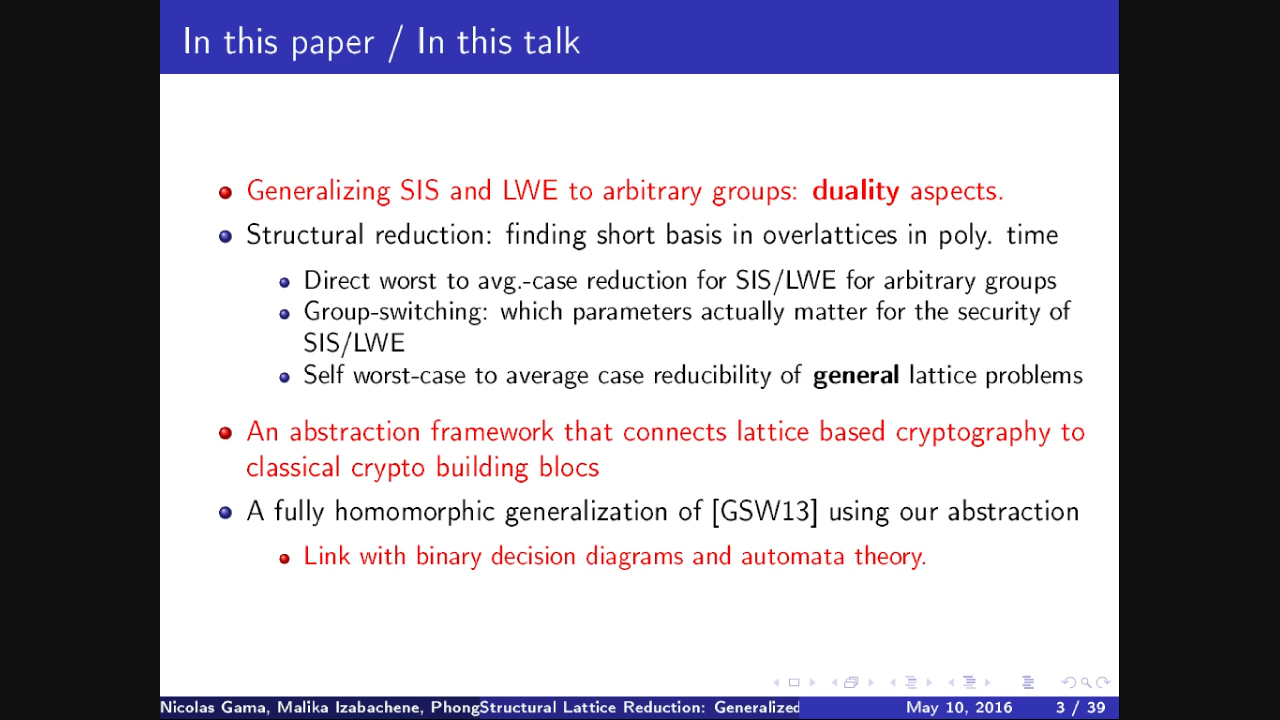 In this paper / In this talk
Generalizing SIS and LWE to arbitrary groups: duality aspects.
Structural reduction: finding short basis in overlattices in poly. time
Direct worst to avg.-case reduction for SIS/LWE for arbitrary groups
Group-switching: which parameters actually matter for the security of
SIS/LWE
Self worst-case to average case reducibility of general lattice problems
An abstraction framework that connects lattice based cryptography to
classical crypto building blocs
A fully homomorphic generalization of [GSW13] using our abstraction
Link with binary decision diagrams and automata theory.
Nicolas Gama, Malika Izabachene, Phong Structural Lattice Reduction: Generalized May 10, 2016 3 / 39